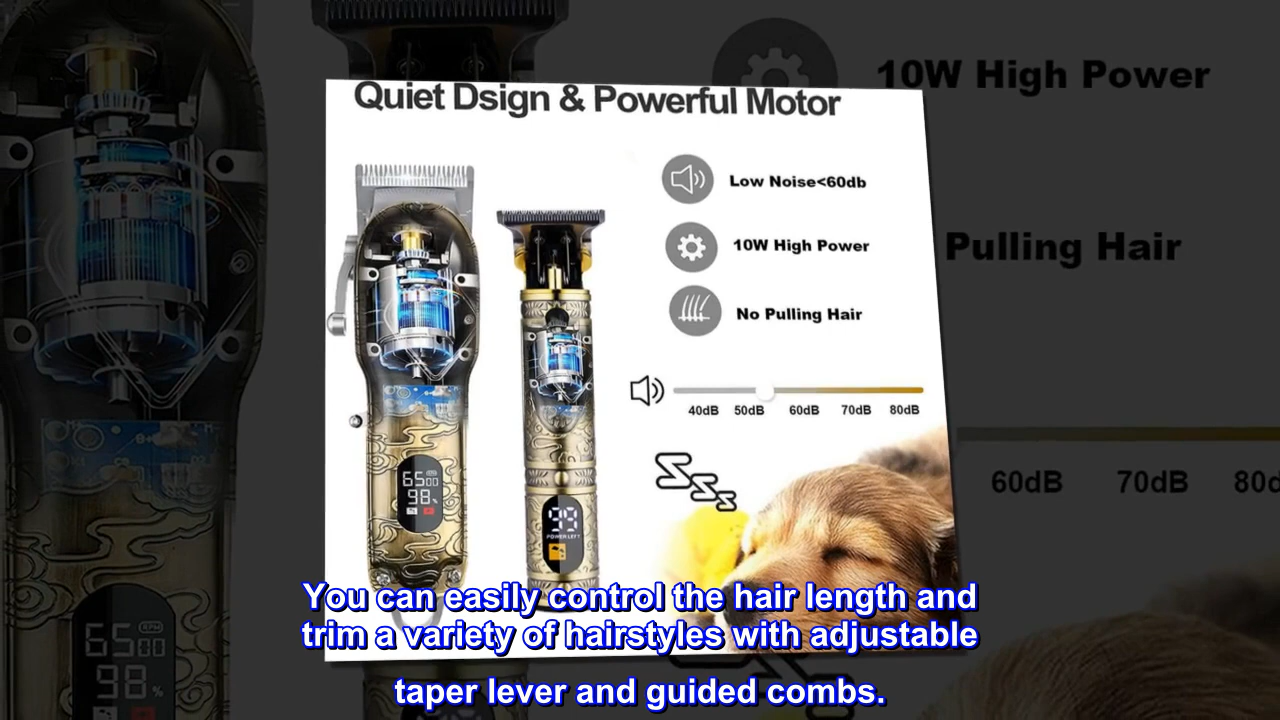 Quiet Dsign & Powerful Motor
10W High Power
Low Noise<60db
10W High Power
Pulling Hair
No Pulling Hair
40dB 50dB 60dB 70dB 80dB
60dB 70dB 80d
6500
98%
99
POWER LEFT
6500
RPM
98%
You can easily control the hair length and
trim a variety of hairstyles with adjustable
taper lever and guided combs.